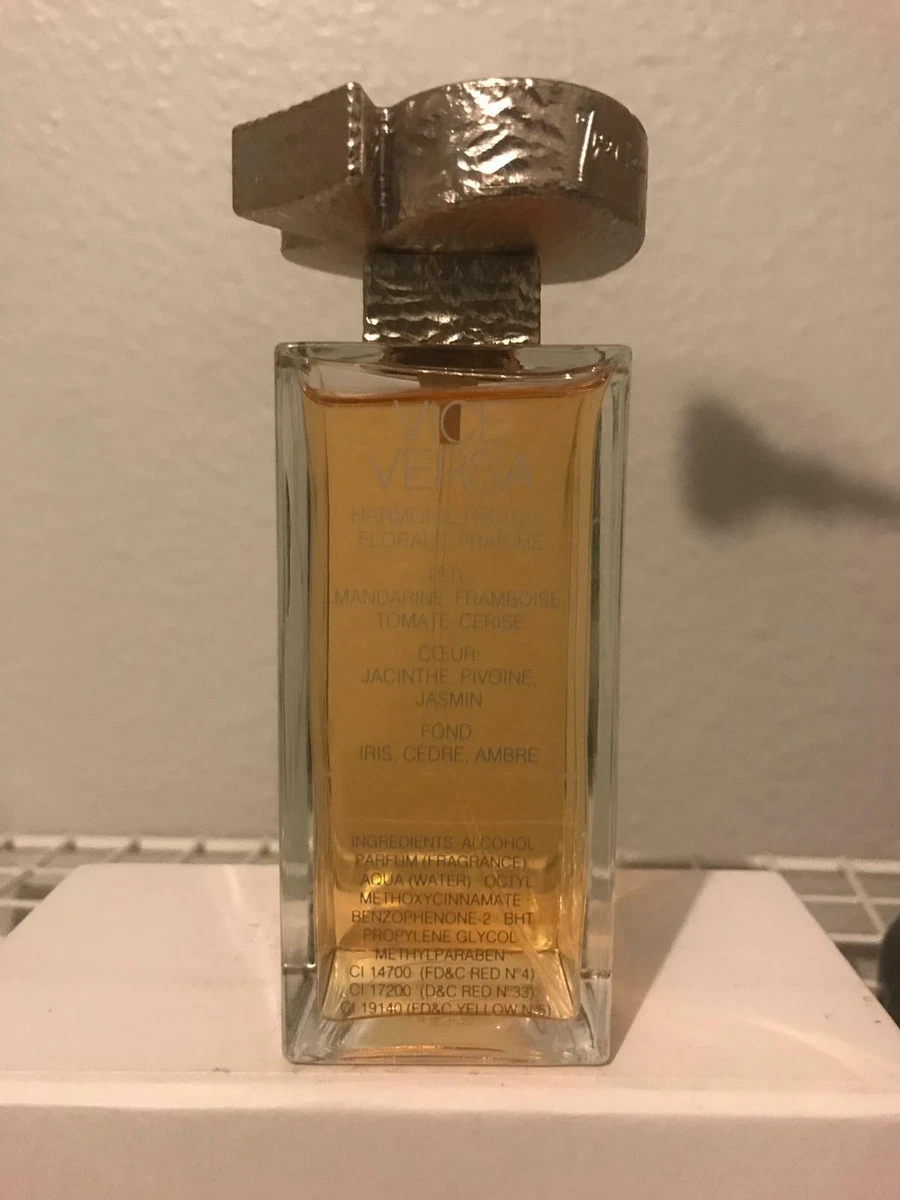 VICE
VERSA
HARMONIE FRUITÉE
FLORALE, FRAICHE
TETE:
MANDARINE, FRAMBOISE,
TOMATE CERISE
CŒUR:
JACINTHE, PIVOINE,
JASMIN
FOND:
IRIS, CEDRE, AMBRE
INGREDIENTS ALCOHOL
PARFUM (FRAGRANCE)
AQUA (WATER) OCTYL
METHOXYCINNAMATE
BENZOPHENONE-2 BHT
PROPYLENE GLYCOL
METHYLPARABEN
CI 14700 (FD&C RED N°4)
CI 17200 (D&C RED N°33)
CI 19140 (FD&C YELLOW N°5)